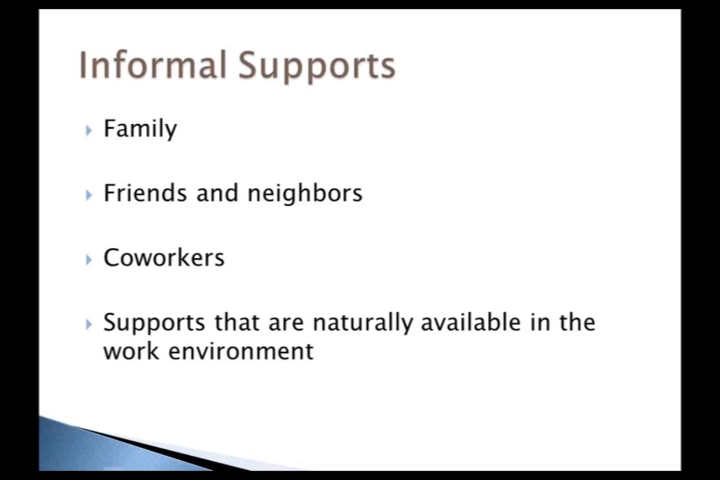 Informal Supports
Family
Friends and neighbors
Coworkers
Supports that are naturally available in the
work environment